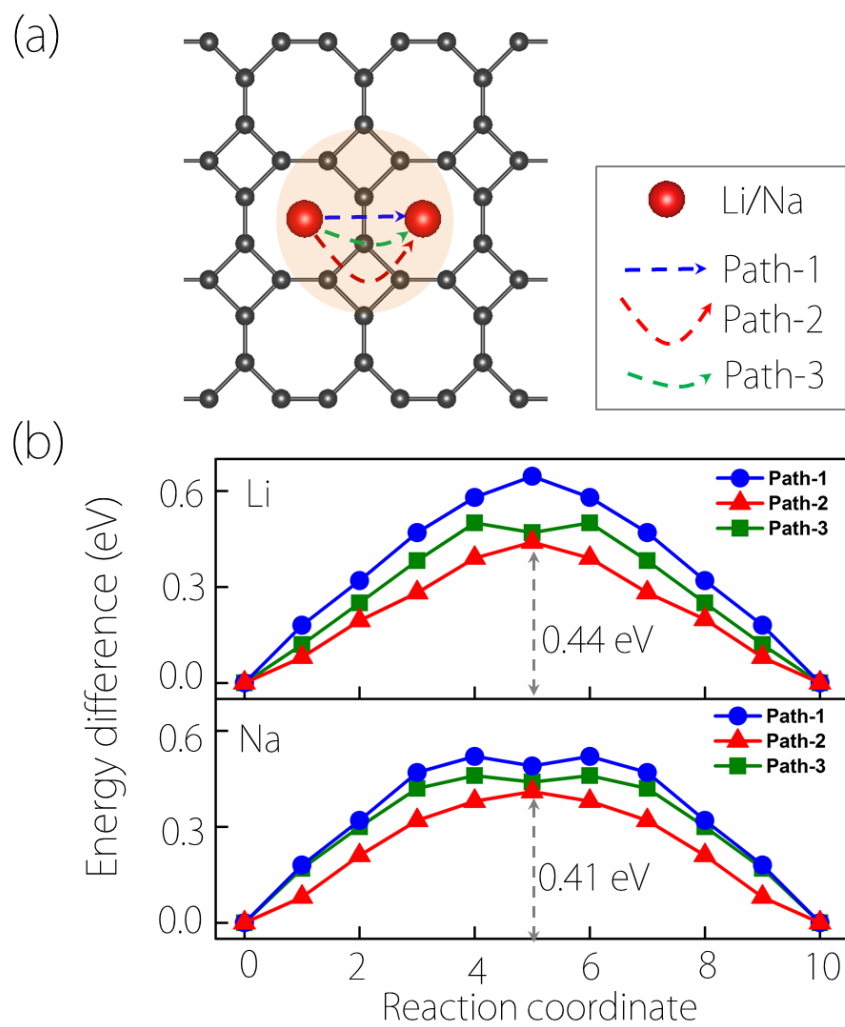 (a)
Li/Na
Path-1
Path-2
Path-3
(b)
Energy difference (eV)
Li
0.6
0.3
0.0
Path-1
Path-2
Path-3
0.44 eV
Na
0.6
0.3
0.0
Path-1
Path-2
Path-3
0.41 eV
0 2 4 6 8 10
Reaction coordinate